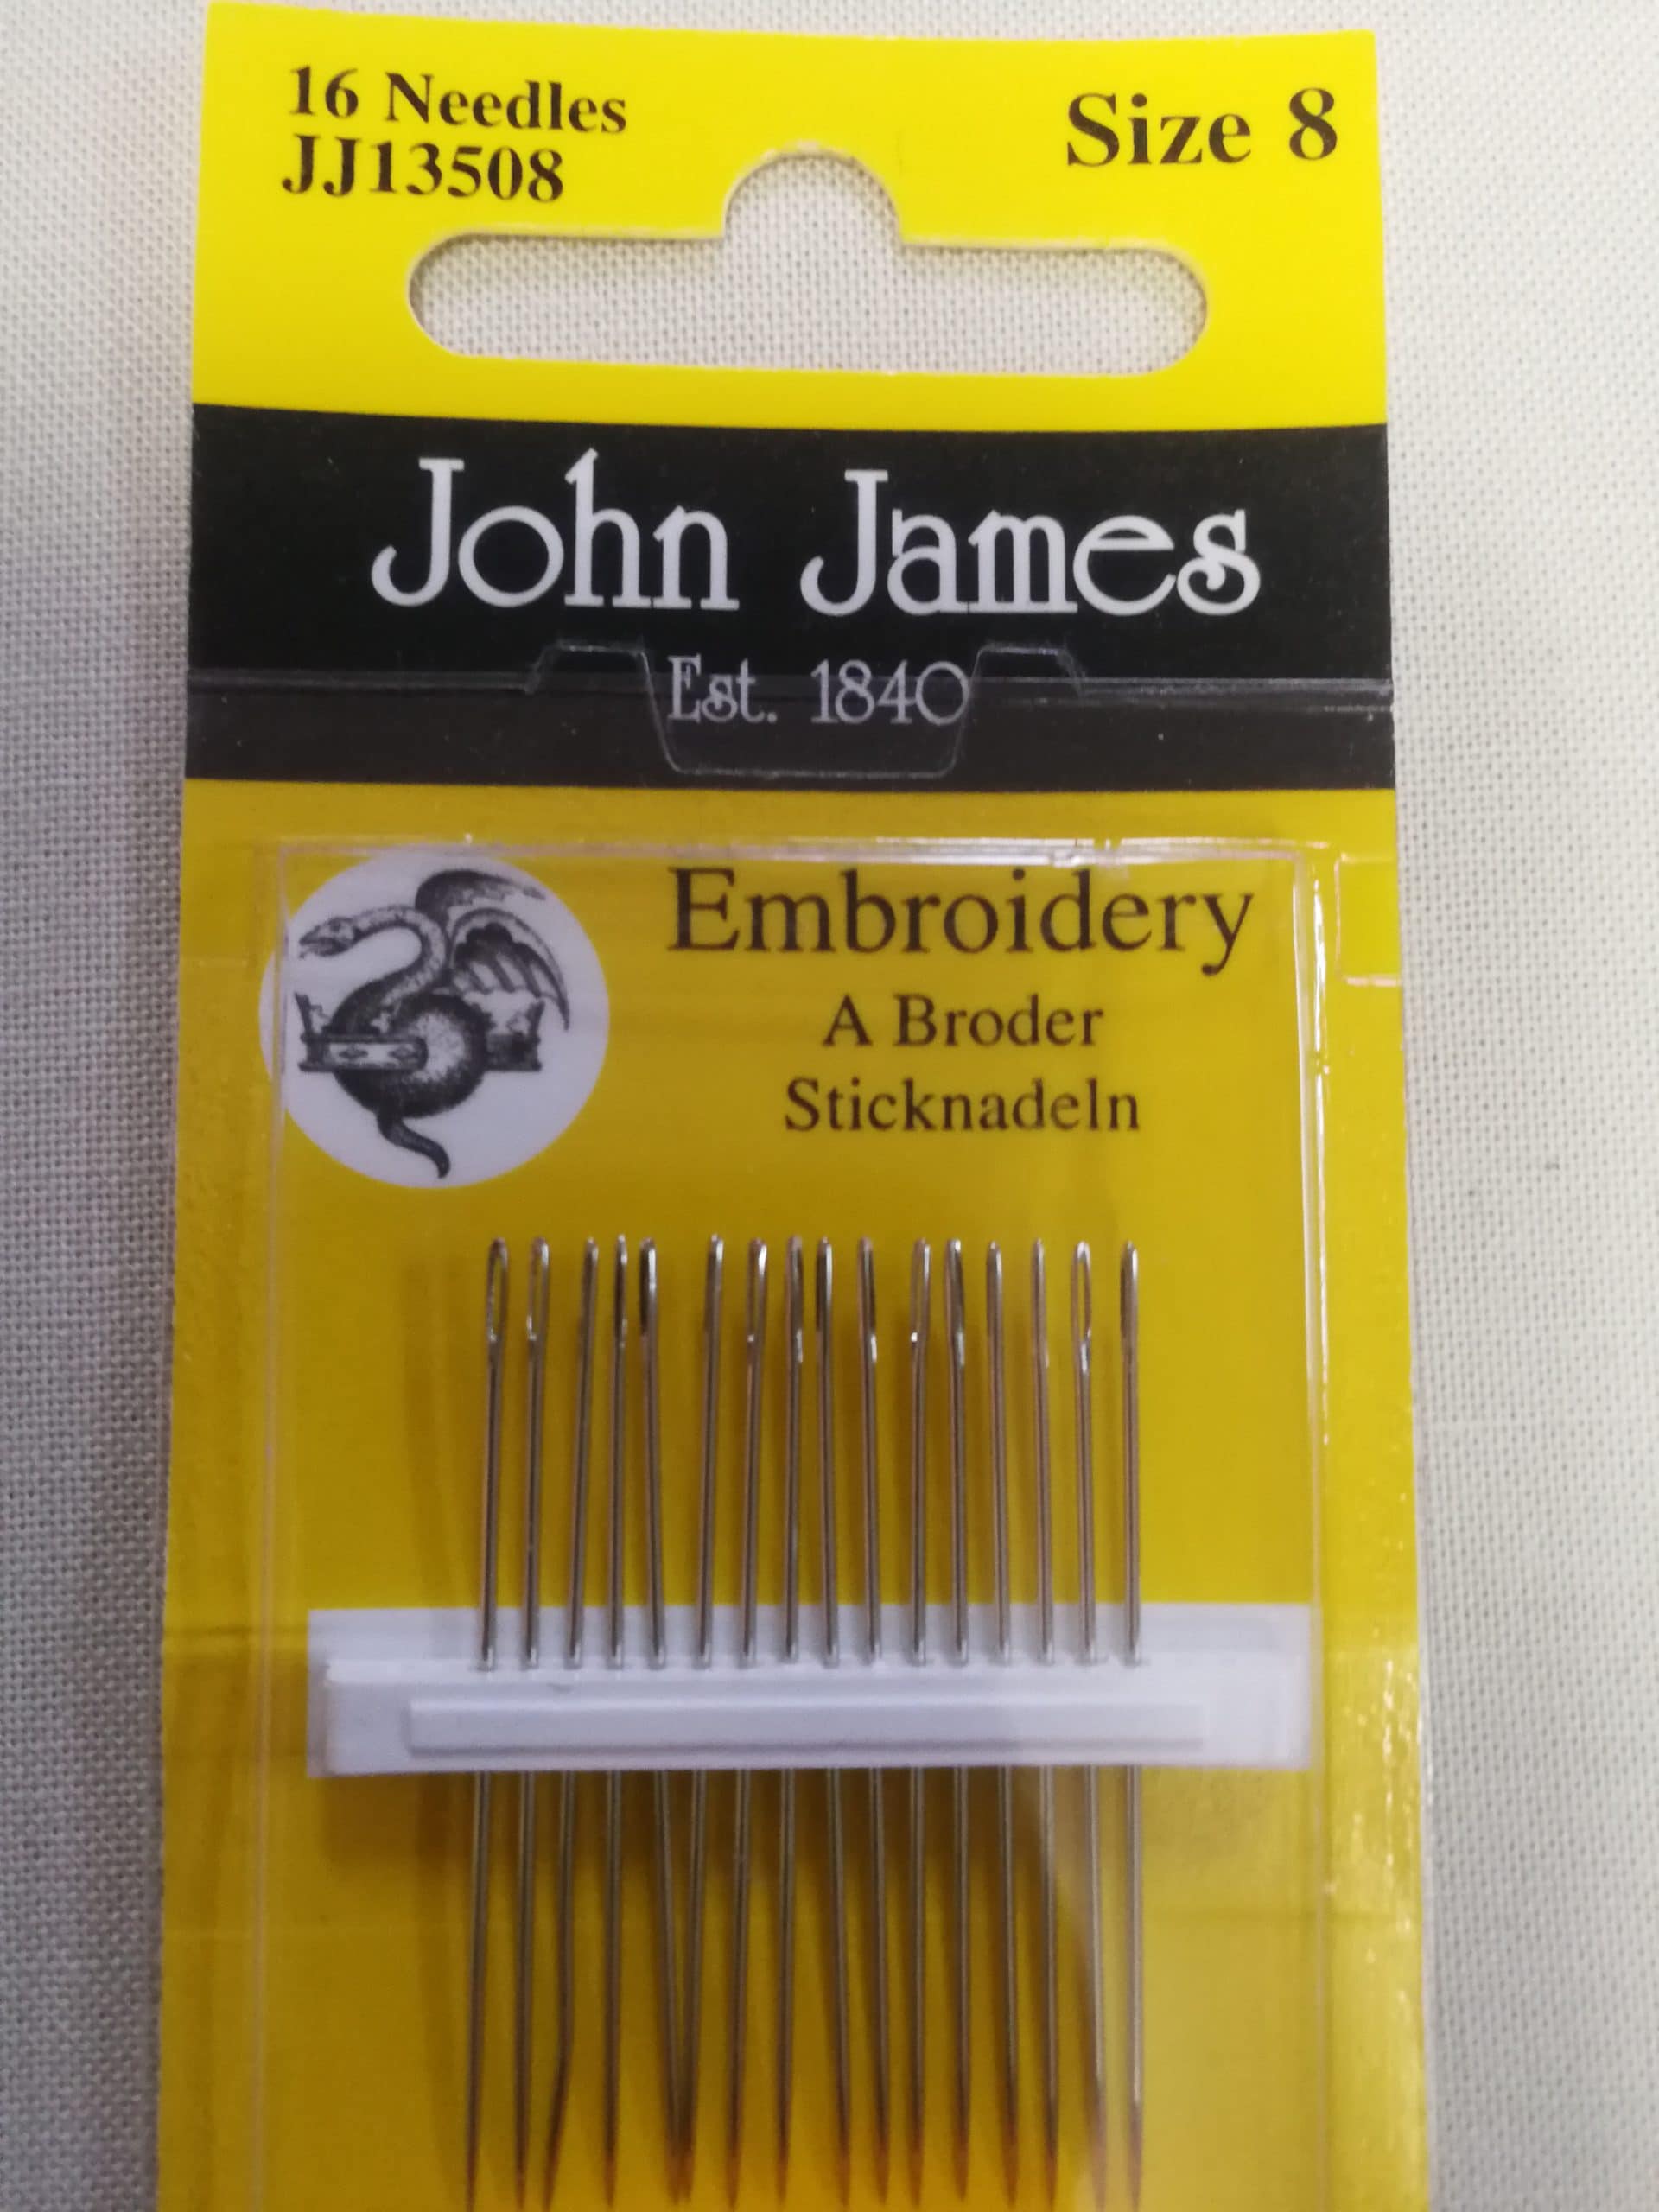 16 Needles
JJ13508
Size 8
John James
Est. 1840
Embroidery
A Broder
Sticknadeln